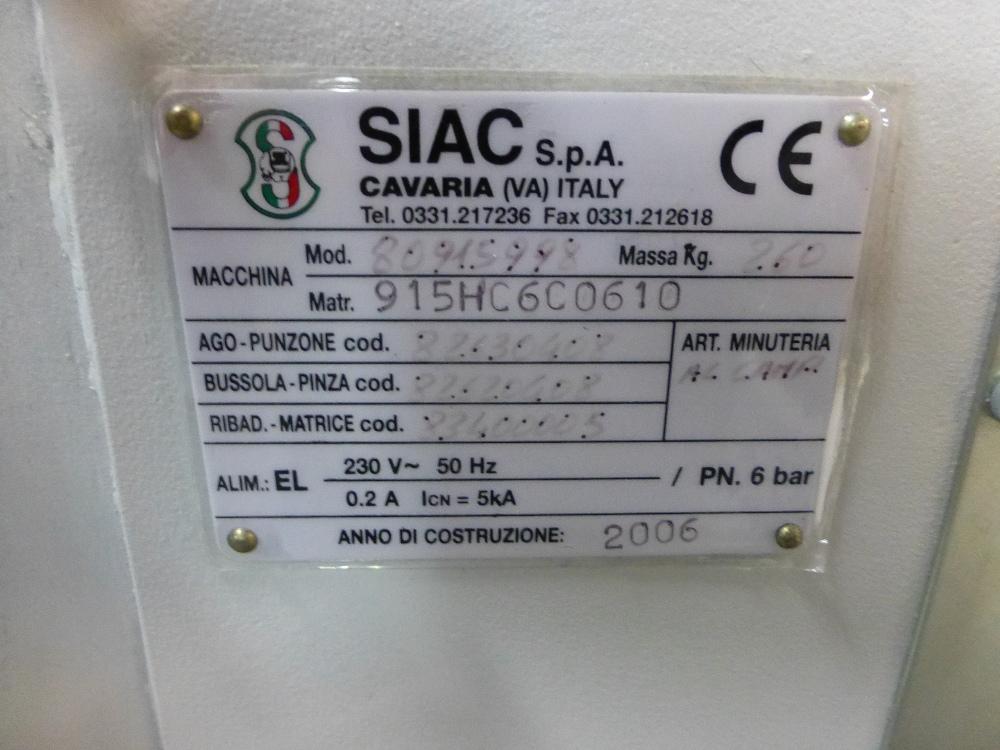 SIAC S.p.A.
CE
CAVARIA (VA) ITALY
Tel. 0331.217236 Fax 0331.212618
MACCHINA
Mod. Massa Kg. 260
Matr. 915HC6C0610
AGO-PUNZONE cod.
ART. MINUTERIA
BUSSOLA-PINZA cod.
RIBAD.-MATRICE cod.
ALIM.: EL 230 V~ 50 Hz / PN. 6 bar
0.2 A ICN = 5kA
ANNO DI COSTRUZIONE: 2006